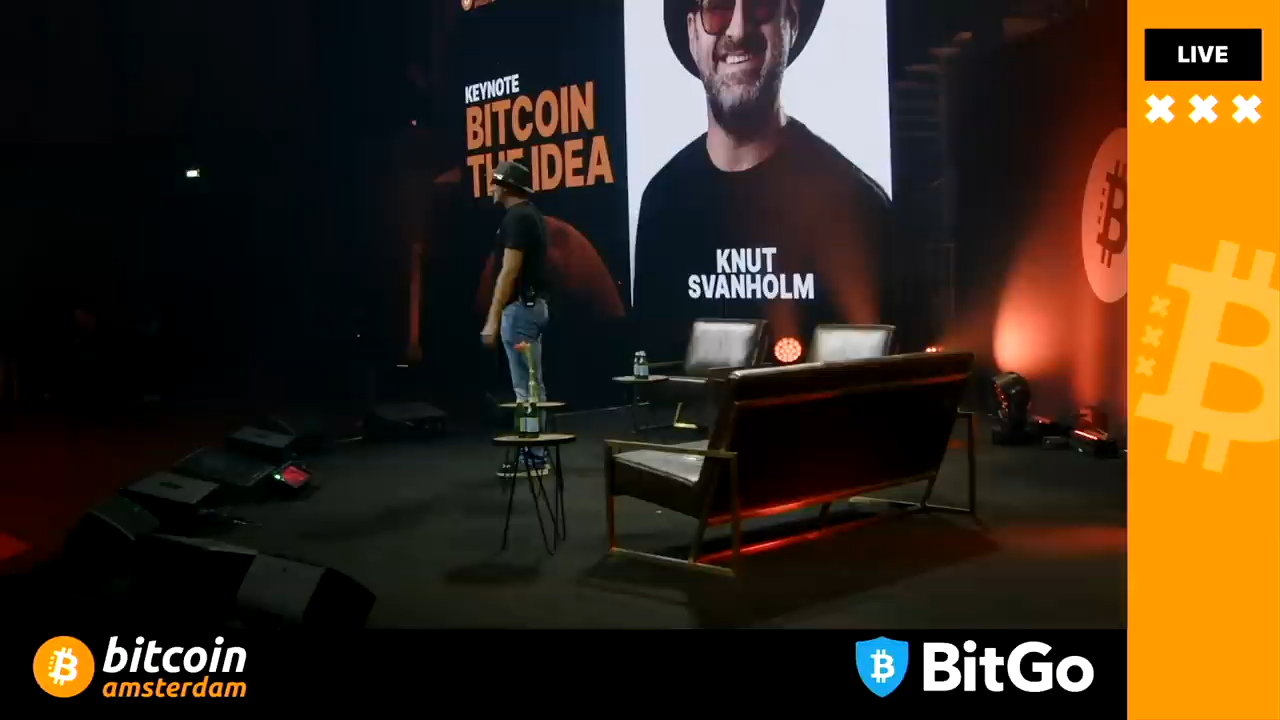 LIVE
KEYNOTE
BITCOIN
THE IDEA
KNUT
SVANHOLM
bitcoin
amsterdam
BitGo